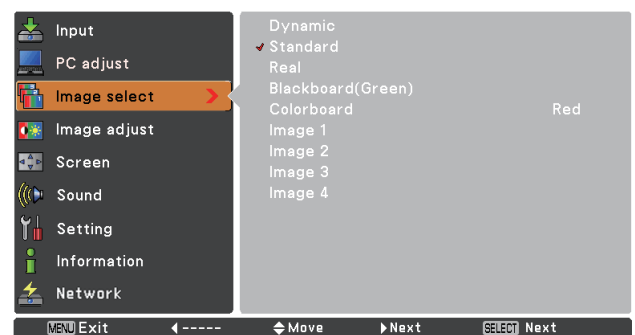 Input
PC adjust
Image select
Image adjust
Screen
Sound
Setting
Information
Network
Dynamic
Standard
Real
Blackboard(Green)
Colorboard Red
Image 1
Image 2
Image 3
Image 4
MENU Exit ----- Move Next SELECT Next